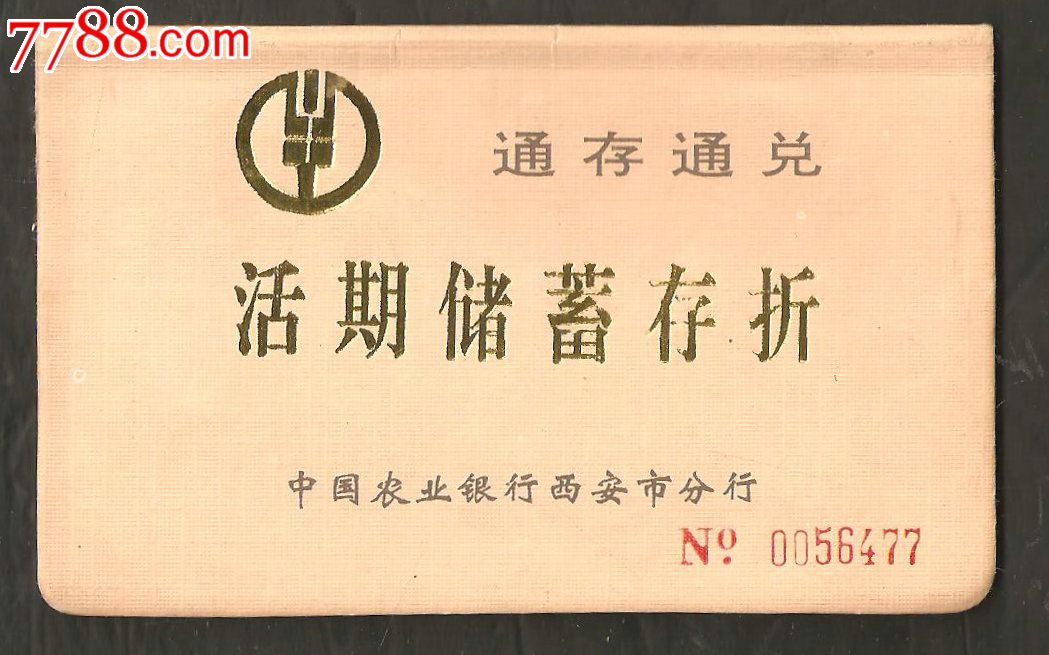 7788.com
通存通兑
活期储蓄存折
中国农业银行西安市分行
Nº 0056477